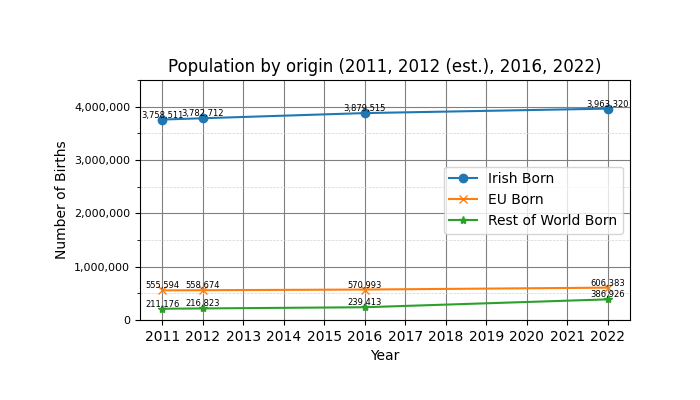 Population by origin (2011, 2012 (est.), 2016, 2022)
Number of Births
4,000,000
3,000,000
2,000,000
1,000,000
0
3,758,511
3,782,712
3,879,515
3,963,320
Irish Born
EU Born
Rest of World Born
555,594
558,674
570,993
606,383
211,176
216,823
239,413
386,926
2011 2012 2013 2014 2015 2016 2017 2018 2019 2020 2021 2022
Year